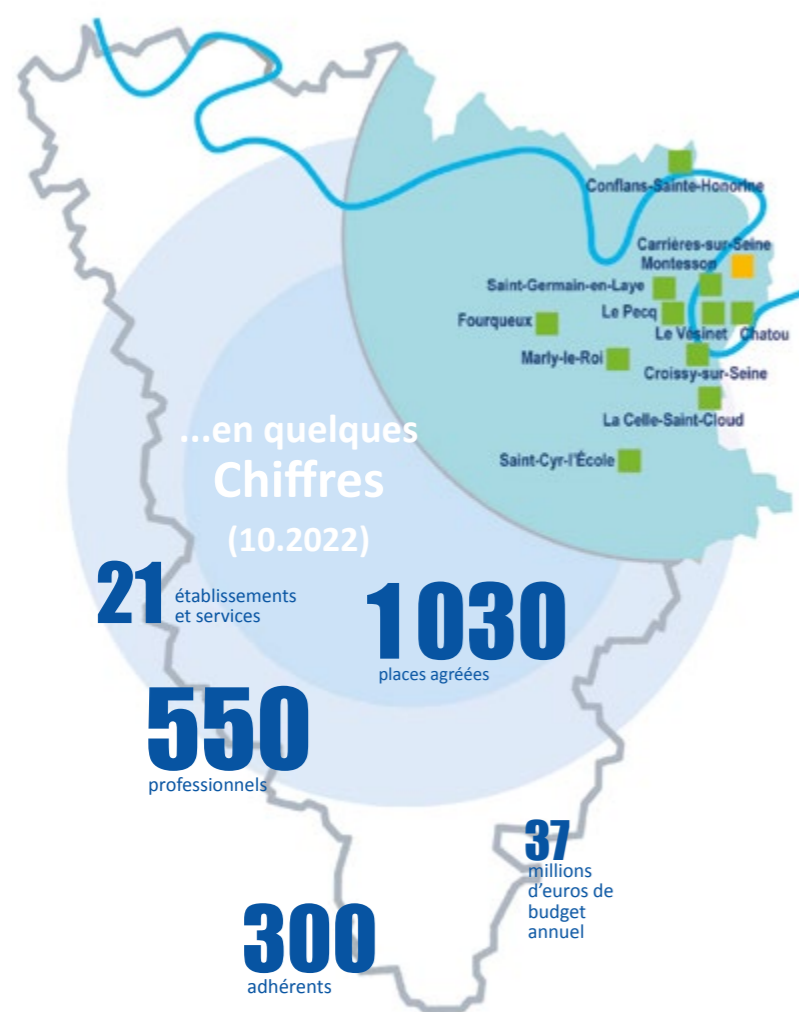 Conflans-Sainte-Honorine
Carrières-sur-Seine
Montesson
Saint-Germain-en-Laye
Le Pecq
Fourqueux
Le Vésinet
Chatou
Marly-le-Roi
Croissy-sur-Seine
La Celle-Saint-Cloud
Saint-Cyr-l'École
...en quelques
Chiffres
(10.2022)
21
établissements
et services
1 030
places agréées
550
professionnels
37
millions
d'euros de
budget
annuel
300
adhérents